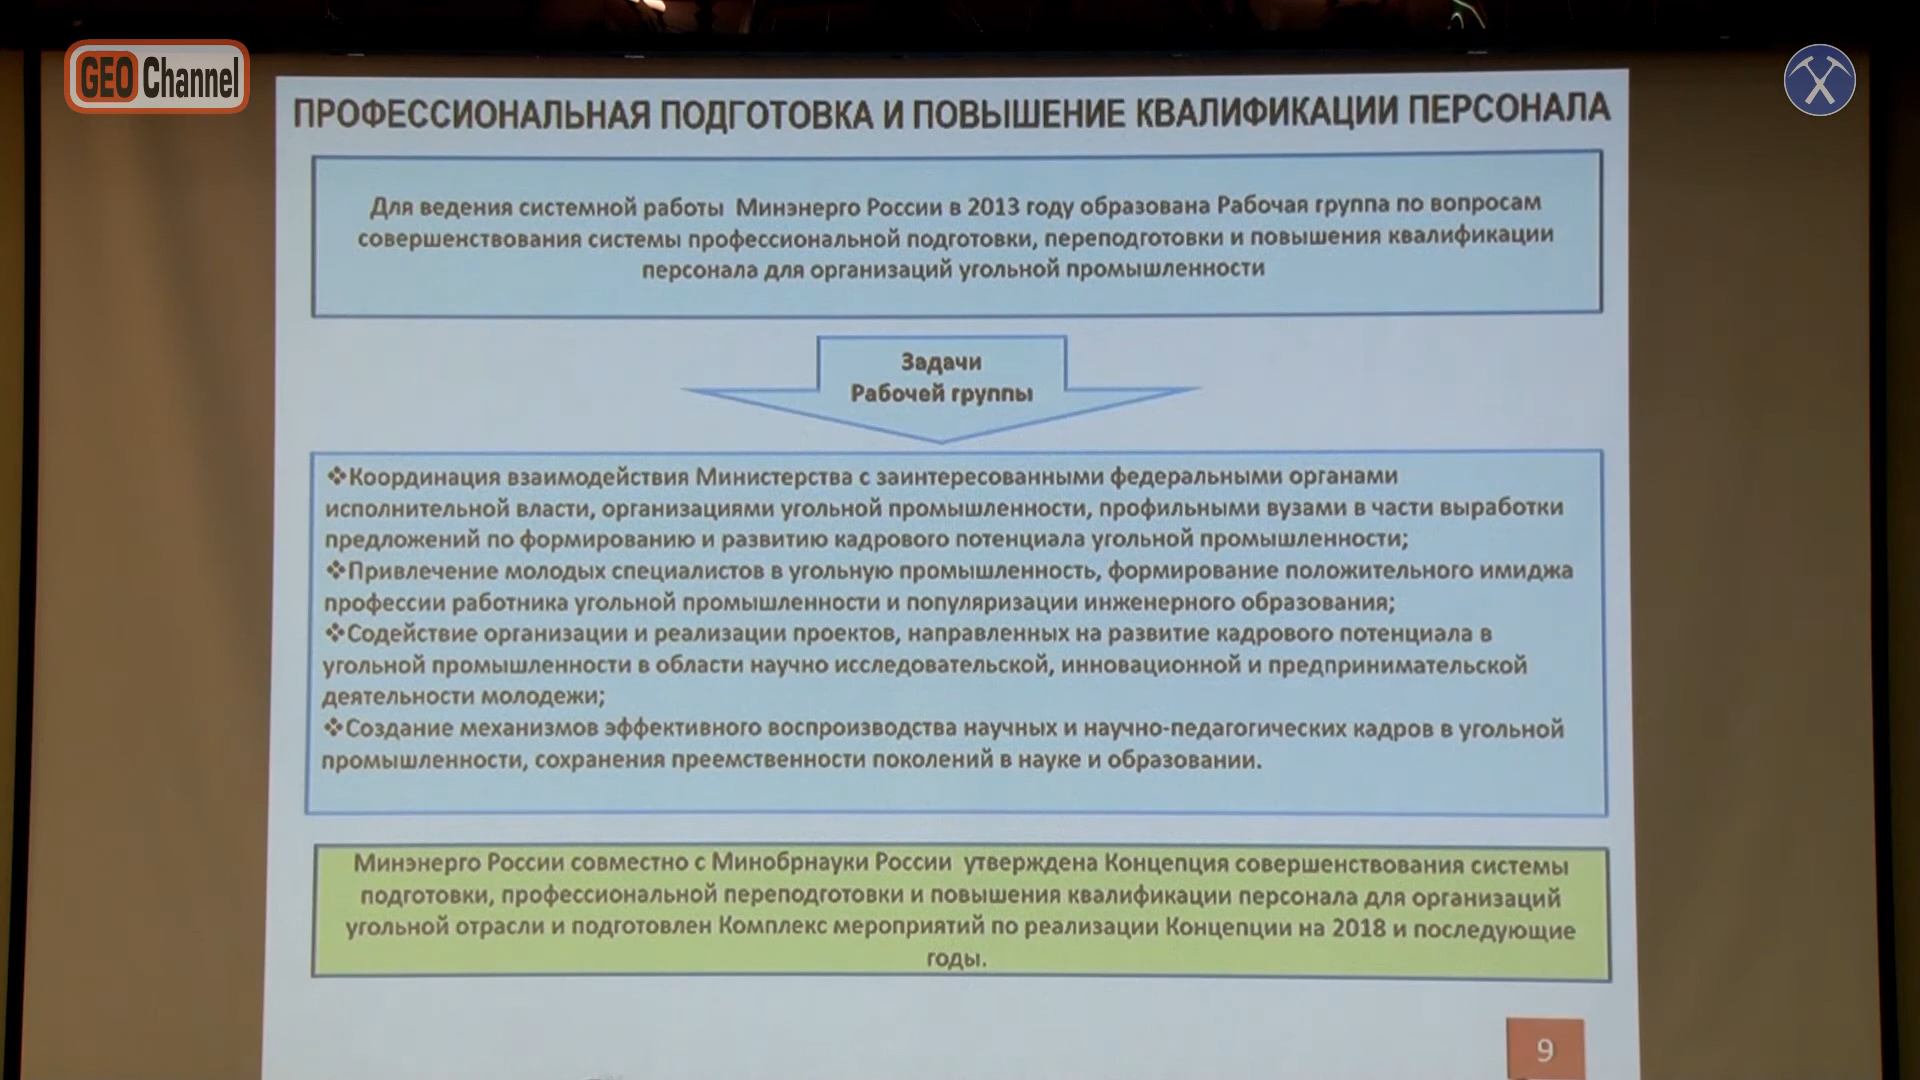 GEO Channel
ПРОФЕССИОНАЛЬНАЯ ПОДГОТОВКА И ПОВЫШЕНИЕ КВАЛИФИКАЦИИ ПЕРСОНАЛА
Для ведения системной работы Минэнерго России в 2013 году образована Рабочая группа по вопросам
совершенствования системы профессиональной подготовки, переподготовки и повышения квалификации
персонала для организаций угольной промышленности
Задачи
Рабочей группы
❖Координация взаимодействия Министерства с заинтересованными федеральными органами
исполнительной власти, организациями угольной промышленности, профильными вузами в части выработки
предложений по формированию и развитию кадрового потенциала угольной промышленности;
❖Привлечение молодых специалистов в угольную промышленность, формирование положительного имиджа
профессии работника угольной промышленности и популяризации инженерного образования;
❖Содействие организации и реализации проектов, направленных на развитие кадрового потенциала в
угольной промышленности в области научно исследовательской, инновационной и предпринимательской
деятельности молодежи;
❖Создание механизмов эффективного воспроизводства научных и научно-педагогических кадров в угольной
промышленности, сохранения преемственности поколений в науке и образовании.
Минэнерго России совместно с Минобрнауки России утверждена Концепция совершенствования системы
подготовки, профессиональной переподготовки и повышения квалификации персонала для организаций
угольной отрасли и подготовлен Комплекс мероприятий по реализации Концепции на 2018 и последующие
годы.
9